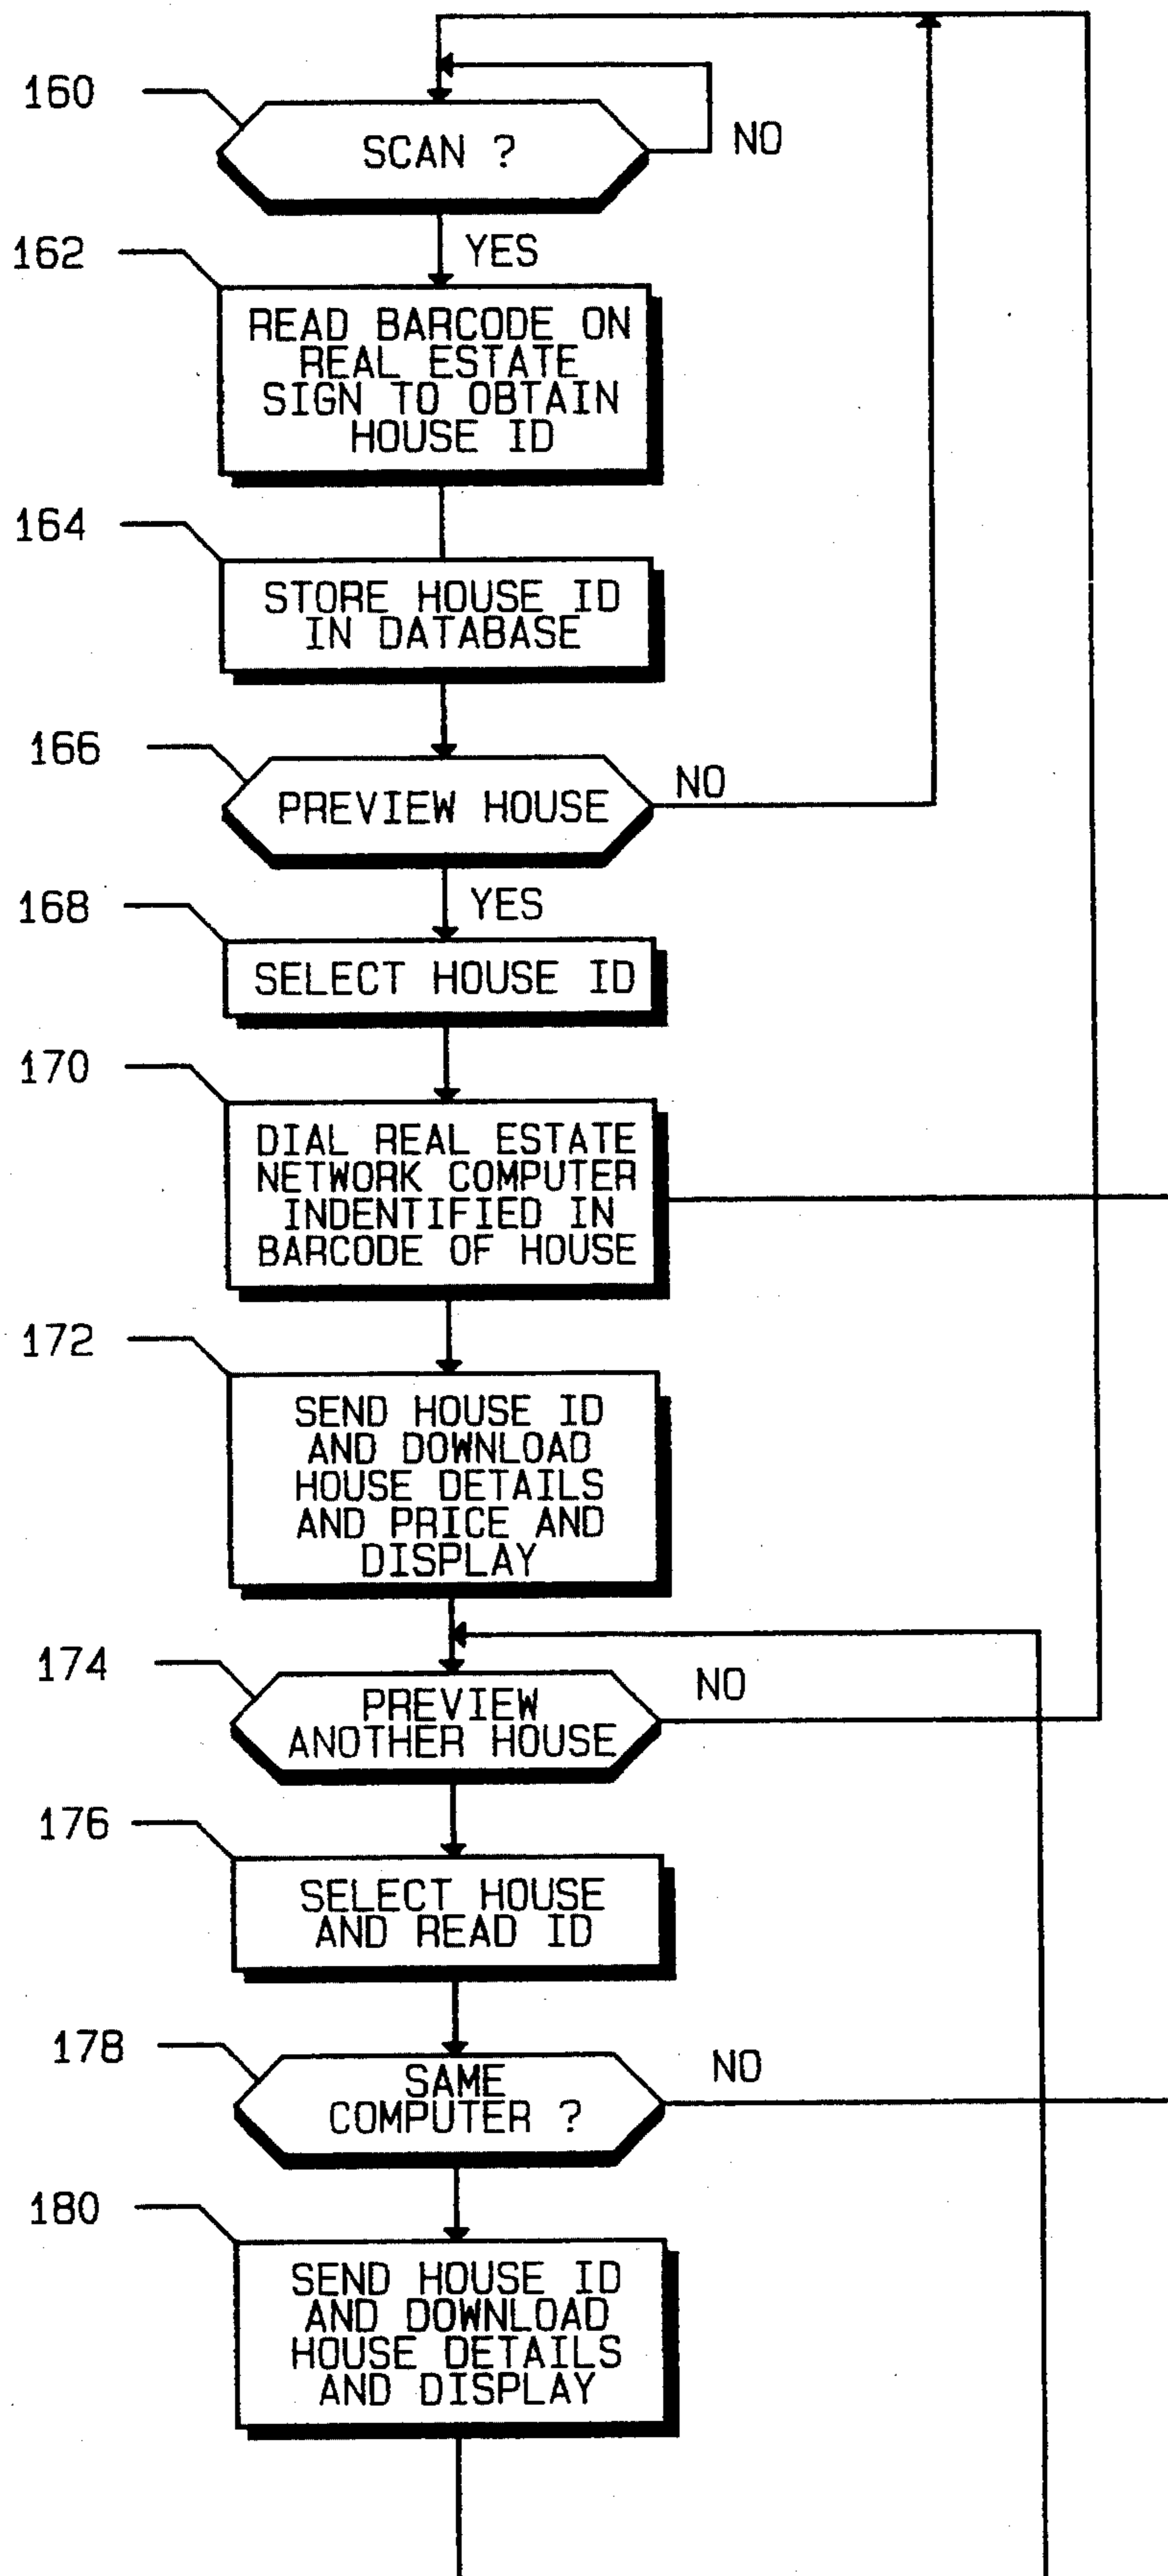 160
SCAN ?
NO
YES
162
READ BARCODE ON
REAL ESTATE
SIGN TO OBTAIN
HOUSE ID
164
STORE HOUSE ID
IN DATABASE
166
PREVIEW HOUSE
NO
YES
168
SELECT HOUSE ID
170
DIAL REAL ESTATE
NETWORK COMPUTER
INDENTIFIED IN
BARCODE OF HOUSE
172
SEND HOUSE ID
AND DOWNLOAD
HOUSE DETAILS
AND PRICE AND
DISPLAY
174
PREVIEW
ANOTHER HOUSE
NO
176
SELECT HOUSE
AND READ ID
178
SAME
COMPUTER ?
NO
180
SEND HOUSE ID
AND DOWNLOAD
HOUSE DETAILS
AND DISPLAY